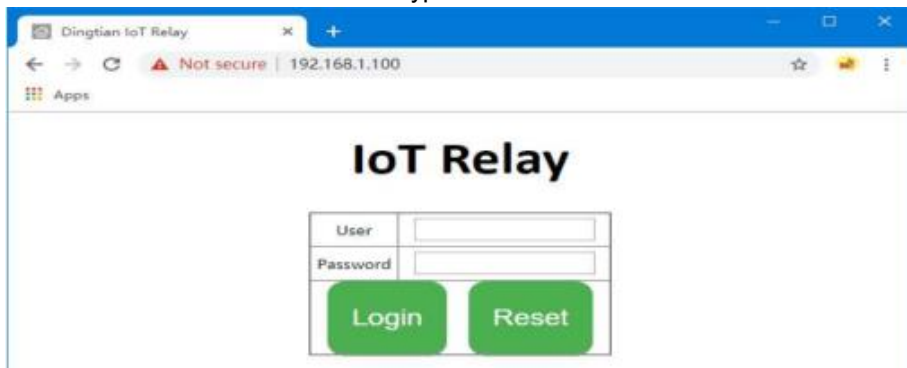 Dingtian IoT Relay
Not secure | 192.168.1.100
Apps
IoT Relay
User
Password
Login Reset